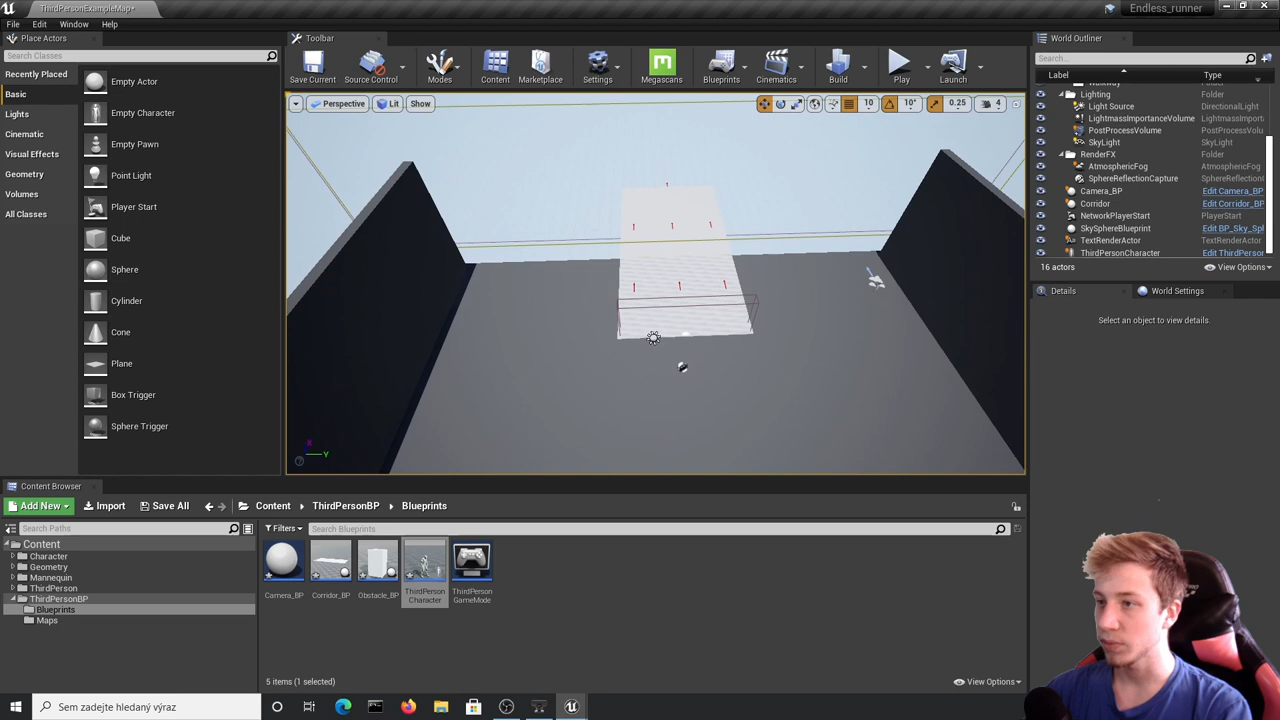 ThirdPersonExampleMap*
Endless_runner
File Edit Window Help
Place Actors
Search Classes
Recently Placed
Basic
Lights
Cinematic
Visual Effects
Geometry
Volumes
All Classes
Empty Actor
Empty Character
Empty Pawn
Point Light
Player Start
Cube
Sphere
Cylinder
Cone
Plane
Box Trigger
Sphere Trigger
Toolbar
Save Current
Source Control
Modes
Content
Marketplace
Settings
Megascans
Blueprints
Cinematics
Build
Play
Launch
Perspective
Lit
Show
10
10°
0.25
4
X
Y
World Outliner
Search...
Label Type
Lighting Folder
Light Source DirectionalLight
LightmassImportanceVolume LightmassImport
PostProcessVolume PostProcessVolu
SkyLight SkyLight
RenderFX Folder
AtmosphericFog AtmosphericFog
SphereReflectionCapture SphereReflection
Camera_BP Edit Camera_BP
Corridor Edit Corridor_BP
NetworkPlayerStart PlayerStart
SkySphereBlueprint Edit BP_Sky_Sph
TextRenderActor TextRenderActor
ThirdPersonCharacter Edit ThirdPerson
16 actors
View Options
Details
World Settings
Select an object to view details.
Content Browser
Add New
Import
Save All
Content
ThirdPersonBP
Blueprints
Search Paths
Filters
Search Blueprints
Content
Character
Geometry
Mannequin
ThirdPerson
ThirdPersonBP
Blueprints
Maps
Camera_BP
Corridor_BP
Obstacle_BP
ThirdPerson
Character
ThirdPerson
GameMode
5 items (1 selected)
View Options
Sem zadejte hledaný výraz